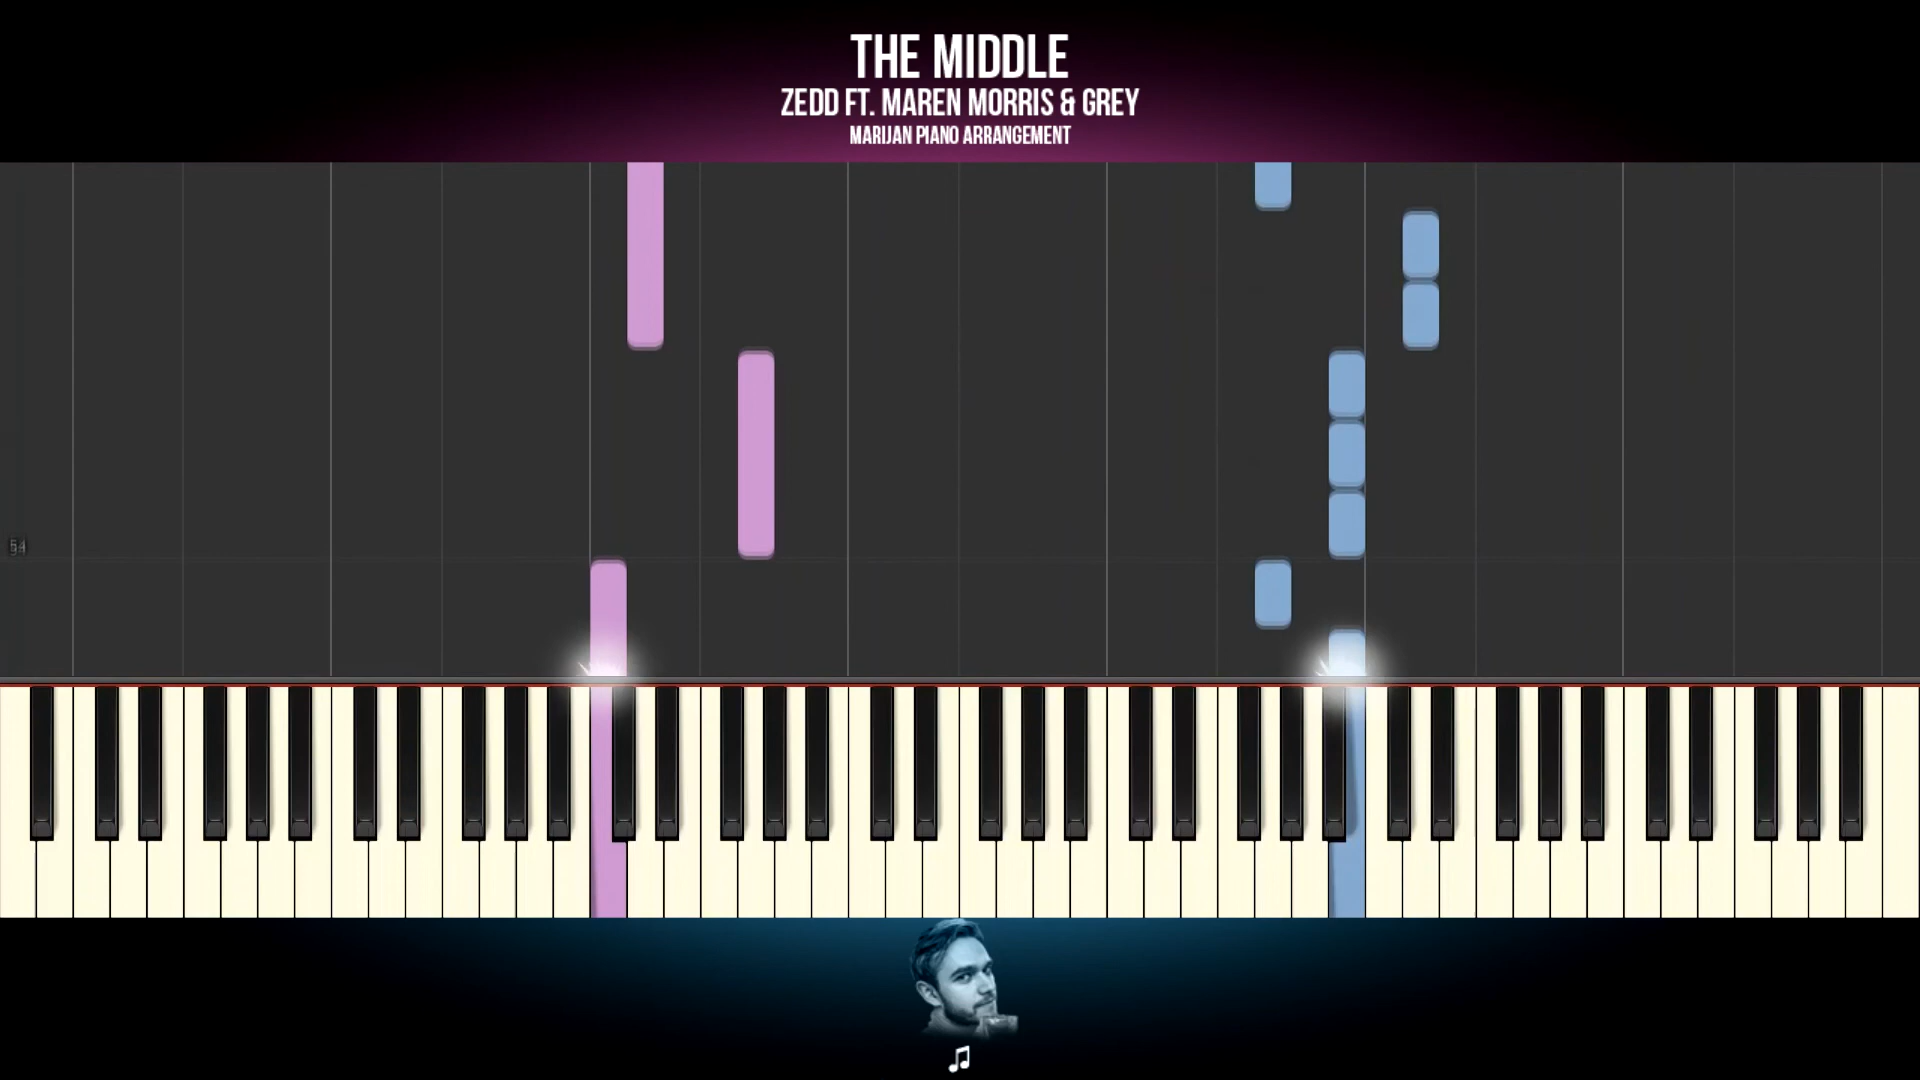 THE MIDDLE
ZEDD FT. MAREN MORRIS & GREY
MARIJAN PIANO ARRANGEMENT